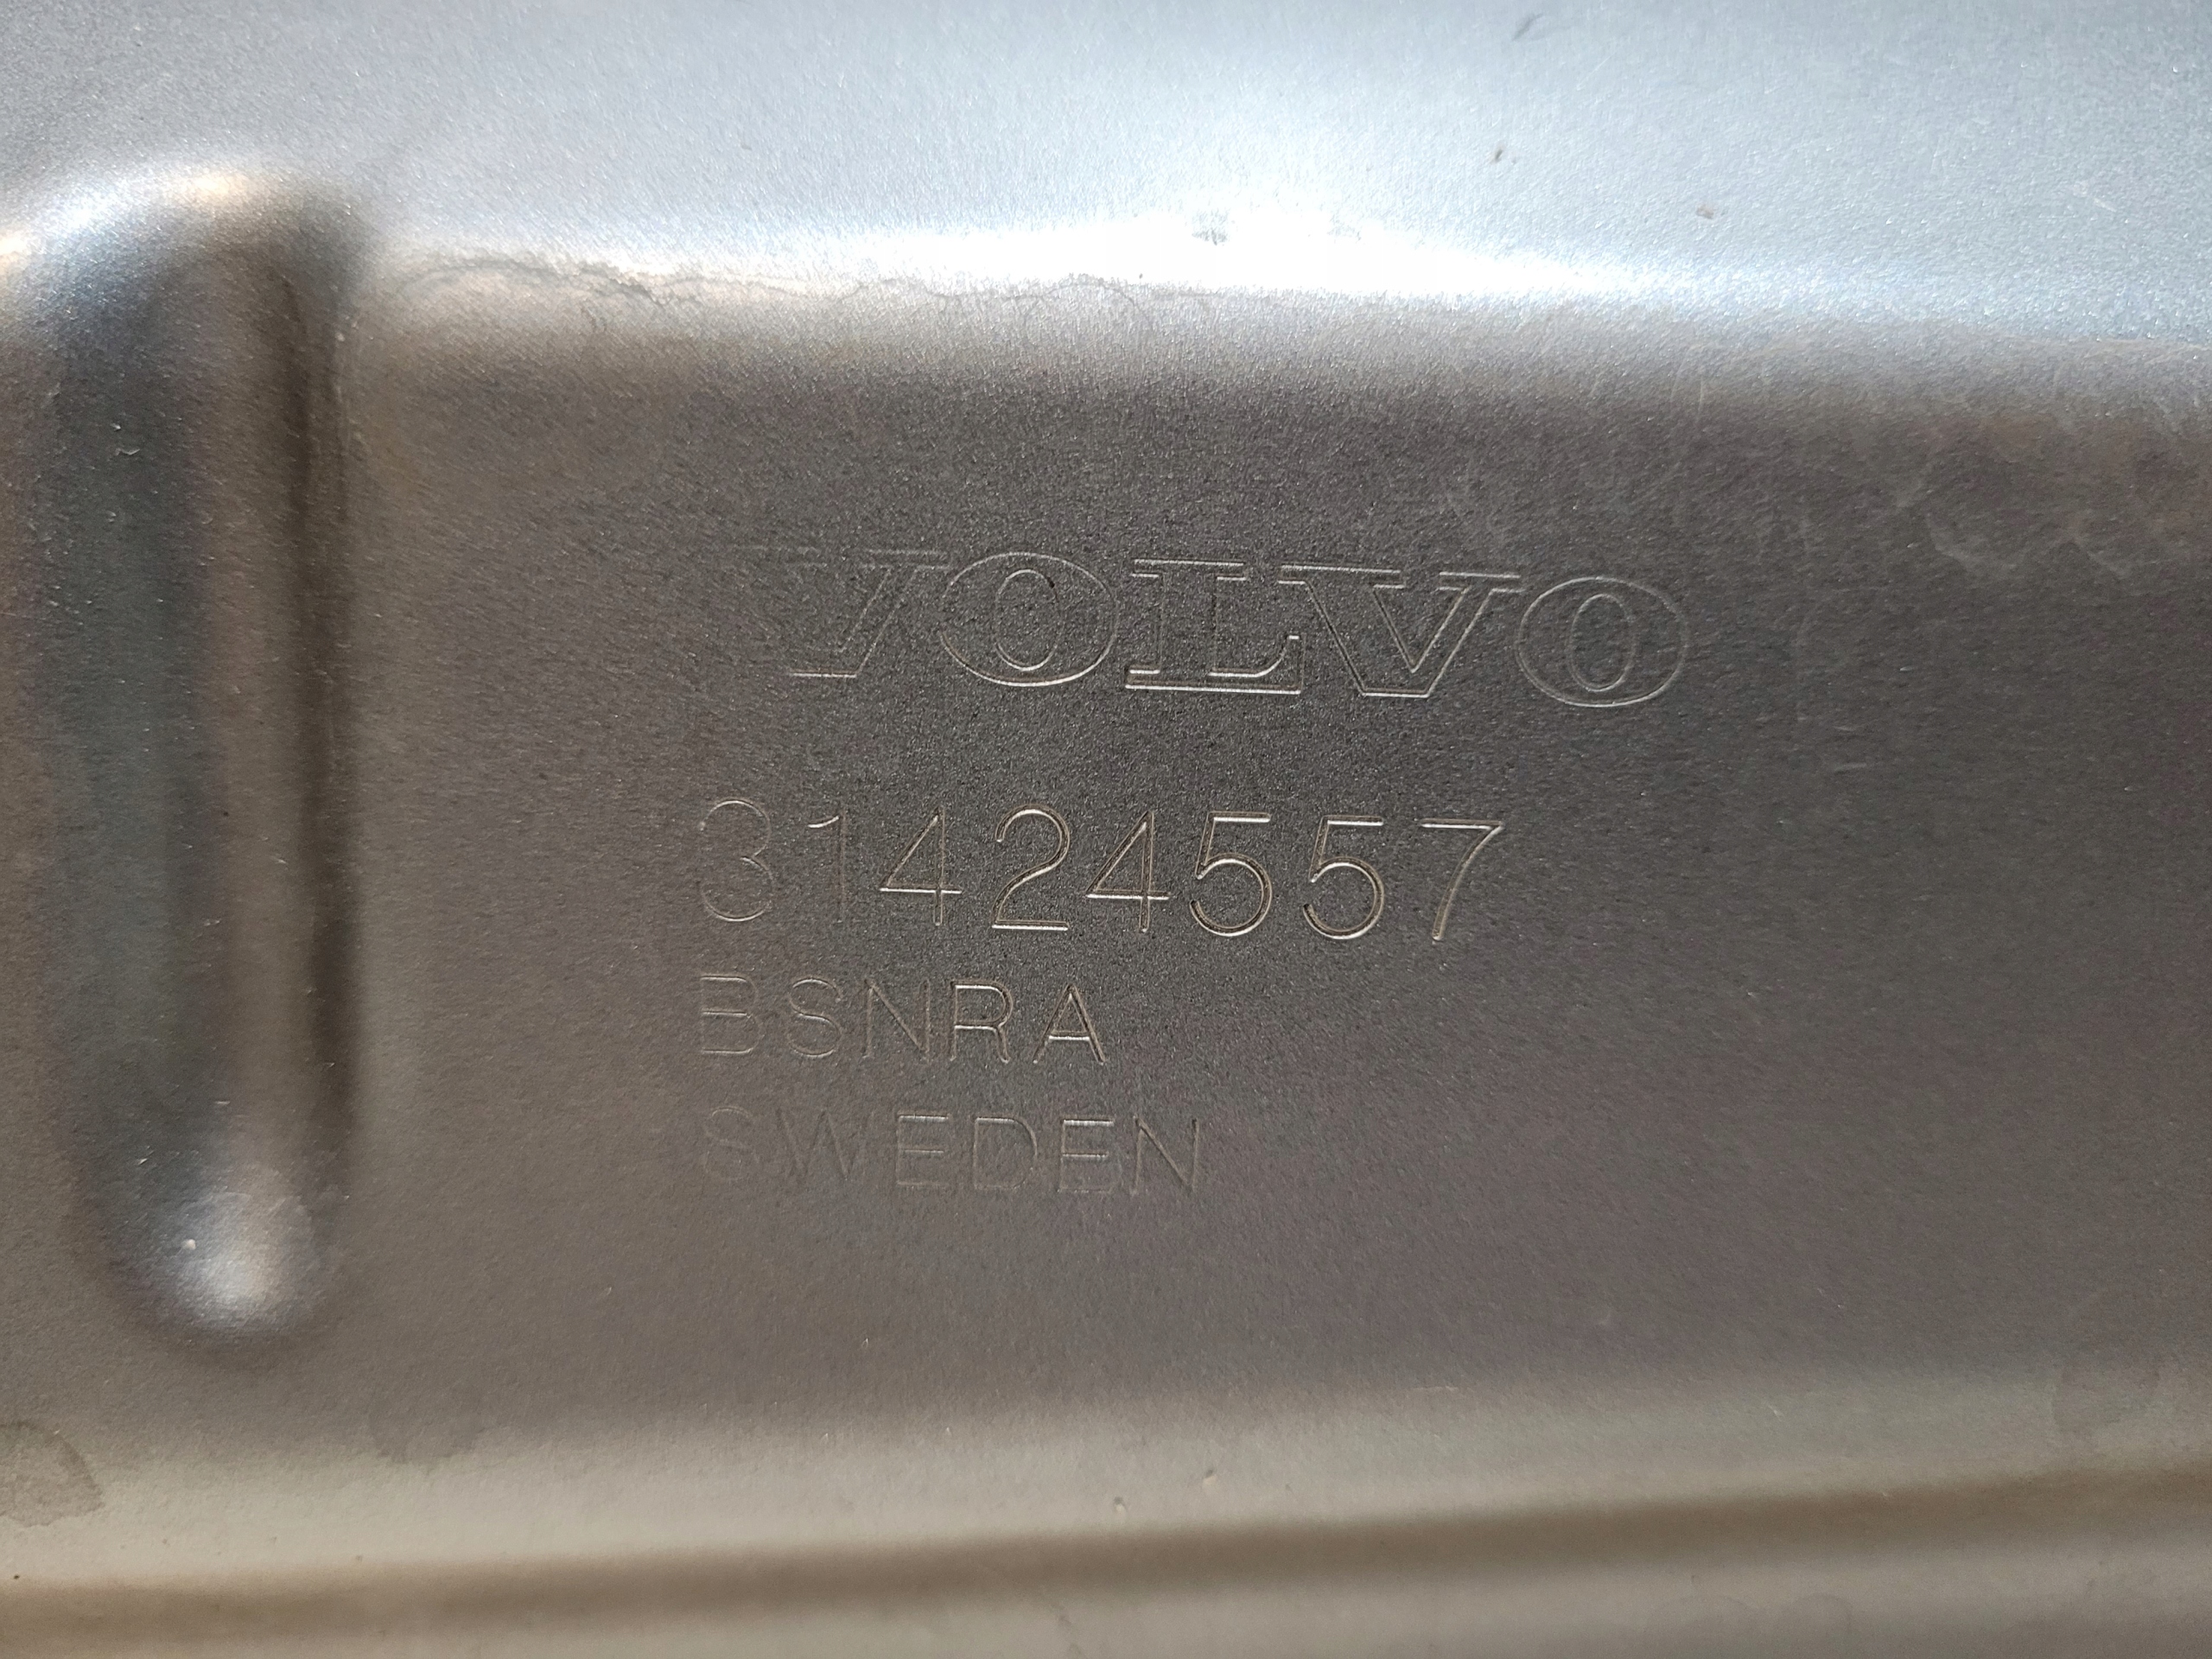 VOLVO
31424557
BSNRA
SWEDEN